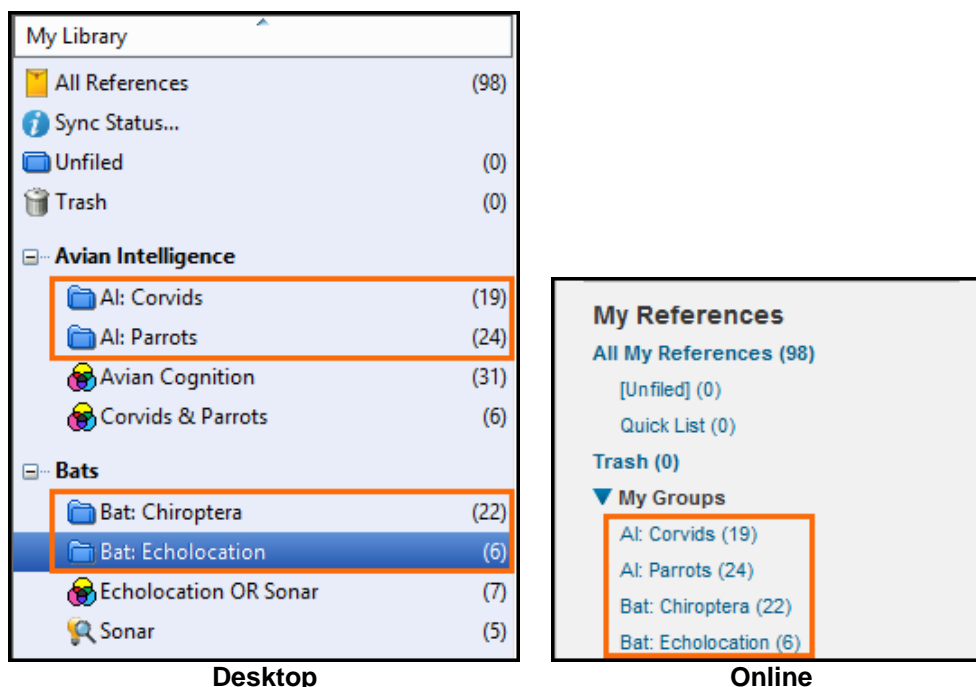 My Library
All References (98)
Sync Status...
Unfiled (0)
Trash (0)
Avian Intelligence
AI: Corvids (19)
AI: Parrots (24)
Avian Cognition (31)
Corvids & Parrots (6)
Bats
Bat: Chiroptera (22)
Bat: Echolocation (6)
Echolocation OR Sonar (7)
Sonar (5)
Desktop
My References
All My References (98)
[Unfiled] (0)
Quick List (0)
Trash (0)
My Groups
AI: Corvids (19)
AI: Parrots (24)
Bat: Chiroptera (22)
Bat: Echolocation (6)
Online